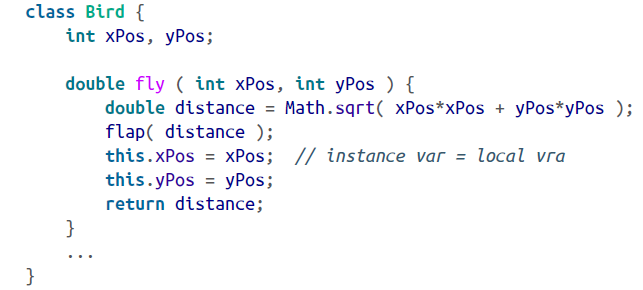 class Bird {
    int xPos, yPos;

    double fly ( int xPos, int yPos ) {
        double distance = Math.sqrt( xPos*xPos + yPos*yPos );
        flap( distance );
        this.xPos = xPos;  // instance var = local vra
        this.yPos = yPos;
        return distance;
    }
    ...
}